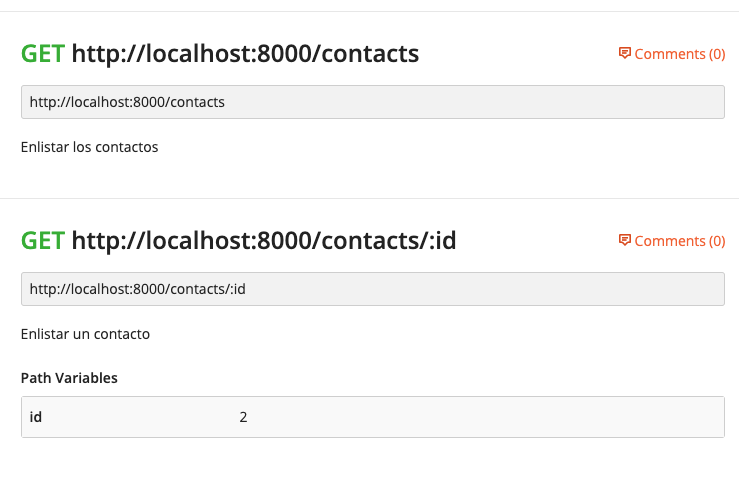 GET http://localhost:8000/contacts
Comments (0)
http://localhost:8000/contacts
Enlistar los contactos
GET http://localhost:8000/contacts/:id
Comments (0)
http://localhost:8000/contacts/:id
Enlistar un contacto
Path Variables
id 2